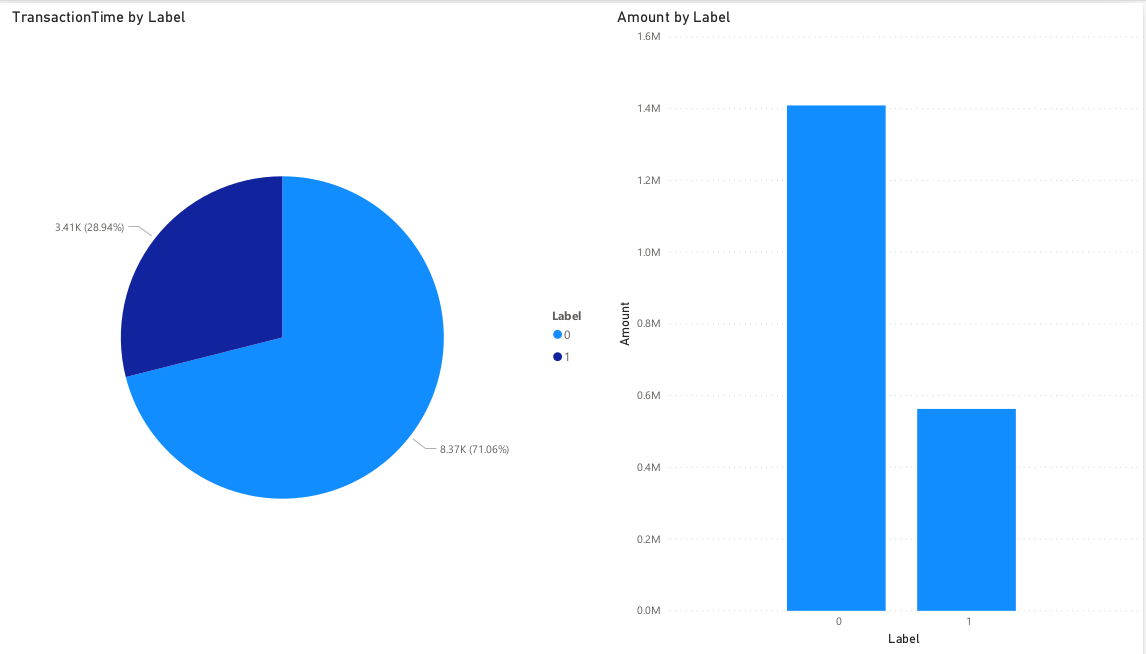 TransactionTime by Label
3.41K (28.94%)
8.37K (71.06%)
Label
0
1
Amount by Label
1.6M
1.4M
1.2M
1.0M
0.8M
0.6M
0.4M
0.2M
0.0M
Amount
0 1
Label